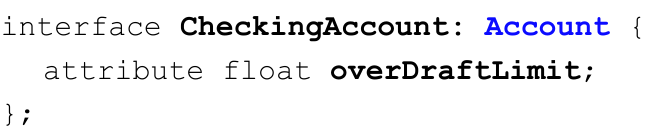 interface CheckingAccount: Account {
attribute float overDraftLimit;
};